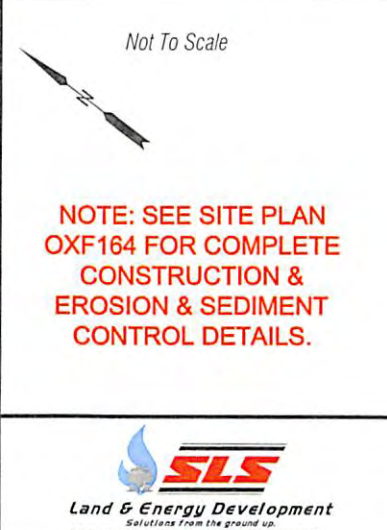 Not To Scale
N
NOTE: SEE SITE PLAN
OXF164 FOR COMPLETE
CONSTRUCTION &
EROSION & SEDIMENT
CONTROL DETAILS.
SLS
Land & Energy Development
Solutions from the ground up.